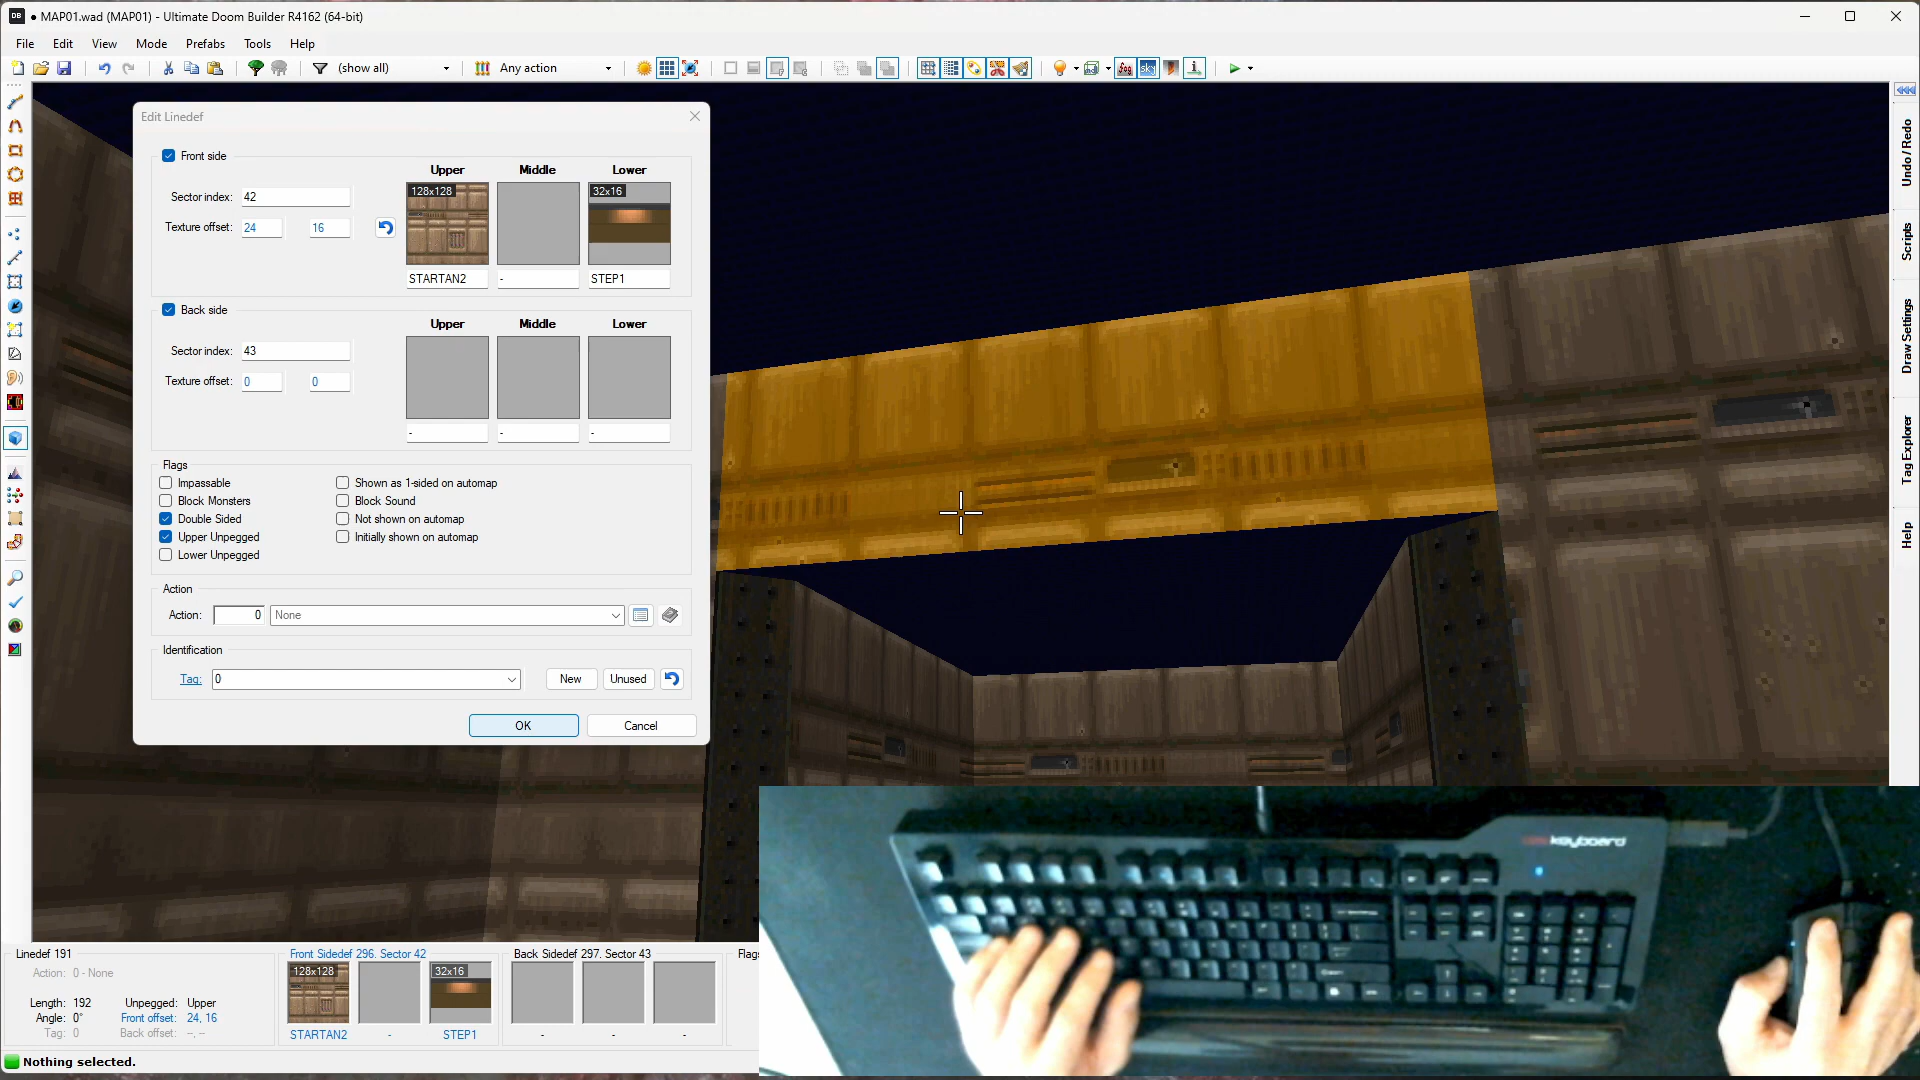 MAP01.wad (MAP01) - Ultimate Doom Builder R4162 (64-bit)
File Edit View Mode Prefabs Tools Help
(show all) Any action
Edit Linedef
Front side
Upper Middle Lower
Sector index: 42
128x128 32x16
Texture offset: 24 16
STARTAN2 - STEP1
Back side
Upper Middle Lower
Sector index: 43
Texture offset: 0 0
- - -
Flags
Impassable Shown as 1-sided on automap
Block Monsters Block Sound
Double Sided Not shown on automap
Upper Unpegged Initially shown on automap
Lower Unpegged
Action
Action: 0 None
Identification
Tag: 0 New Unused
OK Cancel
Undo / Redo
Scripts
Draw Settings
Tag Explorer
Help
keyboard
Linedef 191
Action: 0 - None
Length: 192 Unpegged: Upper
Angle: 0° Front offset: 24, 16
Tag: 0 Back offset: --, --
Front Sidedef 296. Sector 42
128x128 32x16
STARTAN2 - STEP1
Back Sidedef 297. Sector 43
- - -
Flags
Nothing selected.